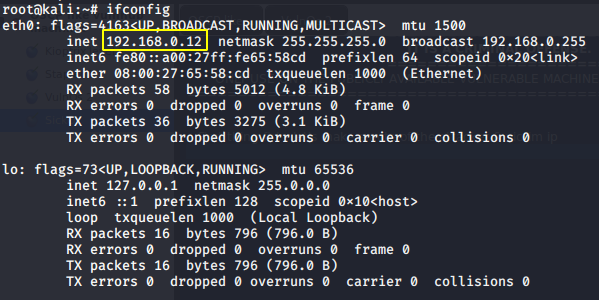 root@kali:~# ifconfig
eth0: flags=4163<UP,BROADCAST,RUNNING,MULTICAST>  mtu 1500
        inet 192.168.0.12  netmask 255.255.255.0  broadcast 192.168.0.255
        inet6 fe80::a00:27ff:fe65:58cd  prefixlen 64  scopeid 0×20<link>
        ether 08:00:27:65:58:cd  txqueuelen 1000  (Ethernet)
        RX packets 58  bytes 5012 (4.8 KiB)
        RX errors 0  dropped 0  overruns 0  frame 0
        TX packets 36  bytes 3275 (3.1 KiB)
        TX errors 0  dropped 0 overruns 0  carrier 0  collisions 0

lo: flags=73<UP,LOOPBACK,RUNNING>  mtu 65536
        inet 127.0.0.1  netmask 255.0.0.0
        inet6 ::1  prefixlen 128  scopeid 0×10<host>
        loop  txqueuelen 1000  (Local Loopback)
        RX packets 16  bytes 796 (796.0 B)
        RX errors 0  dropped 0  overruns 0  frame 0
        TX packets 16  bytes 796 (796.0 B)
        TX errors 0  dropped 0 overruns 0  carrier 0  collisions 0